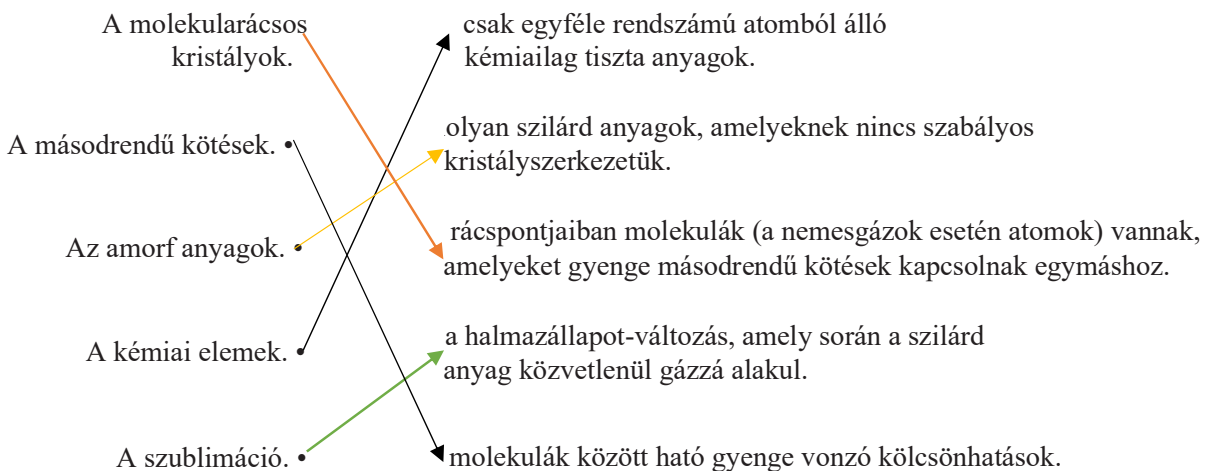 A molekularácsos
kristályok.
A másodrendű kötések. •
Az amorf anyagok. •
A kémiai elemek. •
A szublimáció. •
csak egyféle rendszámú atomból álló
kémiailag tiszta anyagok.
olyan szilárd anyagok, amelyeknek nincs szabályos
kristályszerkezetük.
rácspontjaiban molekulák (a nemesgázok esetén atomok) vannak,
amelyeket gyenge másodrendű kötések kapcsolnak egymáshoz.
a halmazállapot-változás, amely során a szilárd
anyag közvetlenül gázzá alakul.
molekulák között ható gyenge vonzó kölcsönhatások.